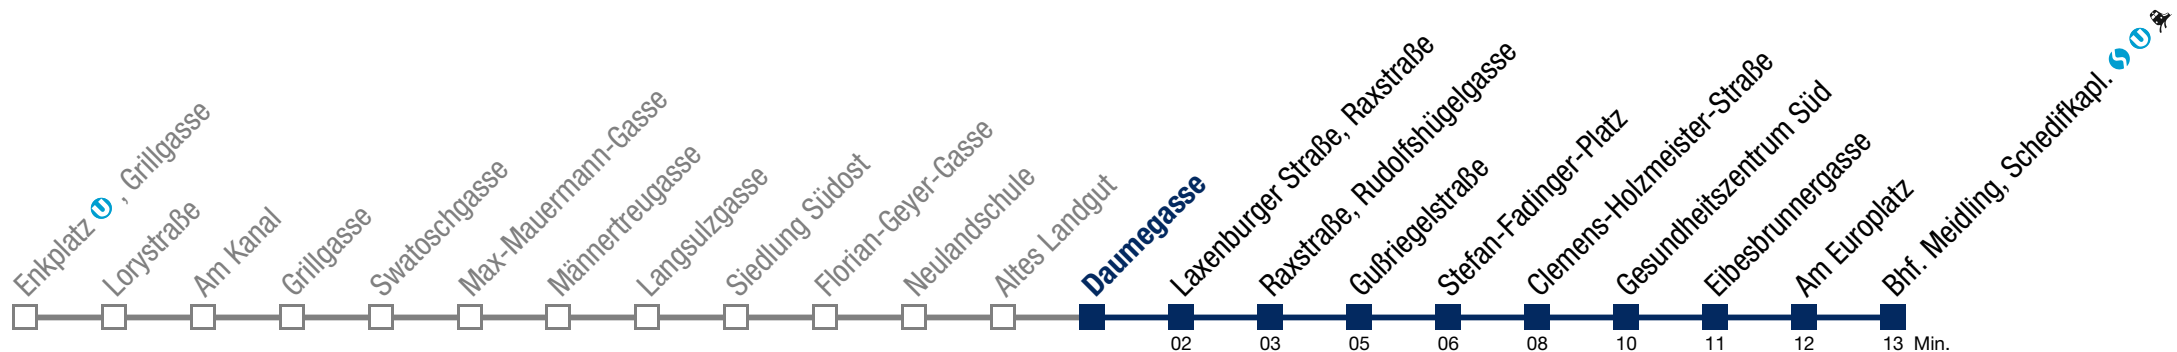 Enkplatz U, Grillgasse
Lorystraße
Am Kanal
Grillgasse
Swatoschgasse
Max-Mauermann-Gasse
Männertreugasse
Langsulzgasse
Siedlung Südost
Florian-Geyer-Gasse
Neulandschule
Altes Landgut
Daumegasse
Laxenburger Straße, Raxstraße
Raxstraße, Rudolfshügelgasse
Gußriegelstraße
Stefan-Fadinger-Platz
Clemens-Holzmeister-Straße
Gesundheitszentrum Süd
Eibesbrunnergasse
Am Europlatz
Bhf. Meidling, Schedifkapl. S U
02 03 05 06 08 10 11 12 13 Min.